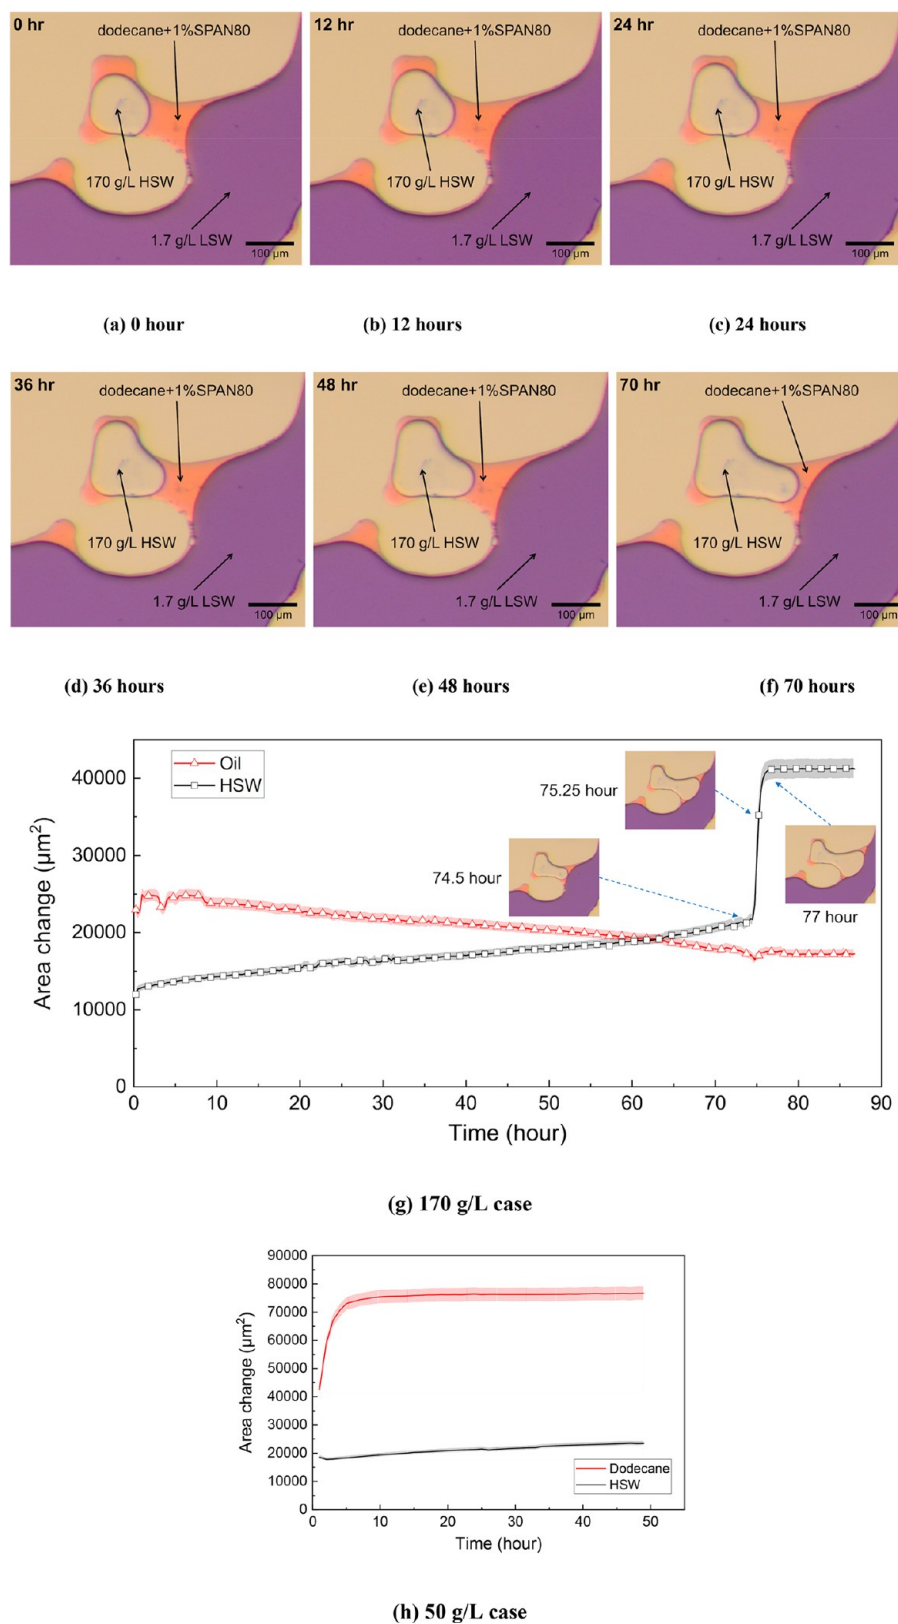 0 hr
dodecane+1%SPAN80
170 g/L HSW
1.7 g/L LSW
100 µm
12 hr
dodecane+1%SPAN80
170 g/L HSW
1.7 g/L LSW
100 µm
24 hr
dodecane+1%SPAN80
170 g/L HSW
1.7 g/L LSW
100 µm
(a) 0 hour
(b) 12 hours
(c) 24 hours
36 hr
dodecane+1%SPAN80
170 g/L HSW
1.7 g/L LSW
100 µm
48 hr
dodecane+1%SPAN80
170 g/L HSW
1.7 g/L LSW
100 µm
70 hr
dodecane+1%SPAN80
170 g/L HSW
1.7 g/L LSW
100 µm
(d) 36 hours
(e) 48 hours
(f) 70 hours
Oil
HSW
Area change (µm²)
40000
30000
20000
10000
0
74.5 hour
75.25 hour
77 hour
0 10 20 30 40 50 60 70 80 90
Time (hour)
(g) 170 g/L case
Area change (µm²)
90000
80000
70000
60000
50000
40000
30000
20000
10000
0
Dodecane
HSW
0 10 20 30 40 50
Time (hour)
(h) 50 g/L case